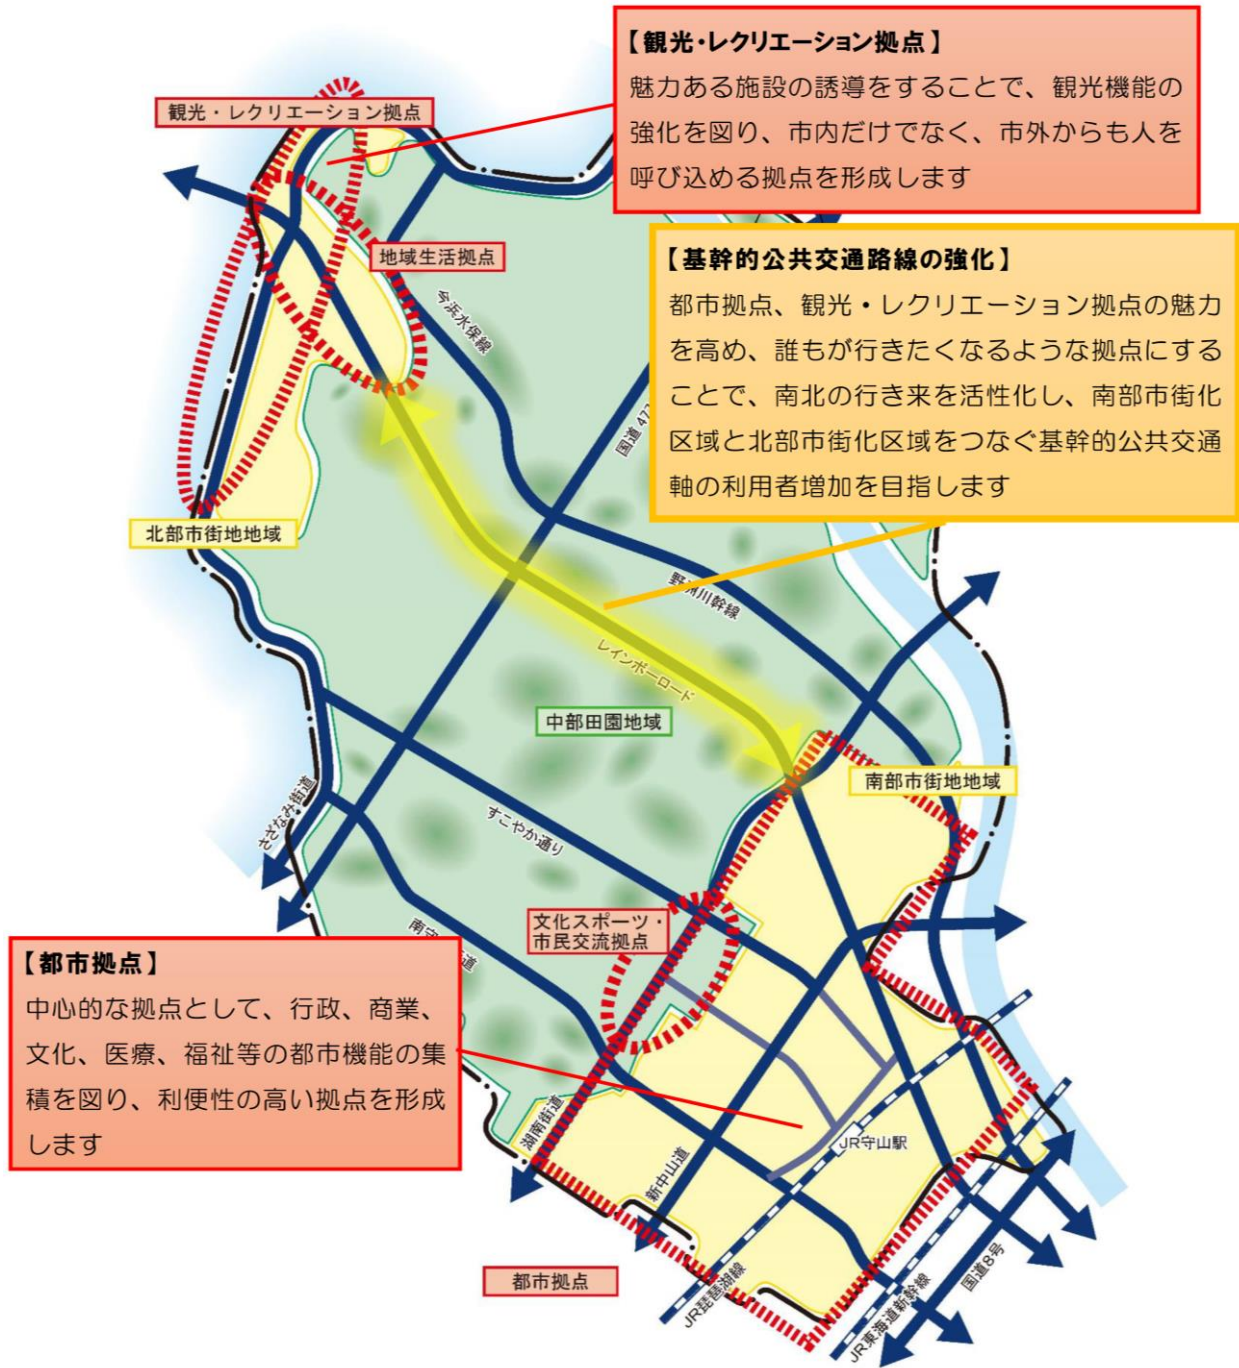 【観光・レクリエーション拠点】
魅力ある施設の誘導をすることで、観光機能の
強化を図り、市内だけでなく、市外からも人を
呼び込める拠点を形成します
観光・レクリエーション拠点
地域生活拠点
【基幹的公共交通路線の強化】
都市拠点、観光・レクリエーション拠点の魅力
を高め、誰もが行きたくなるような拠点にする
ことで、南北の行き来を活性化し、南部市街化
区域と北部市街化区域をつなぐ基幹的公共交通
軸の利用者増加を目指します
今浜水保線
国道 477
北部市街地地域
野洲川幹線
レインボーロード
中部田園地域
南部市街地地域
さざなみ街道
すこやか通り
文化スポーツ・
市民交流拠点
南守
道
【都市拠点】
中心的な拠点として、行政、商業、
文化、医療、福祉等の都市機能の集
積を図り、利便性の高い拠点を形成
します
湖南街道
新中山道
JR守山駅
都市拠点
JR琵琶湖線
JR東海道新幹線
国道8号